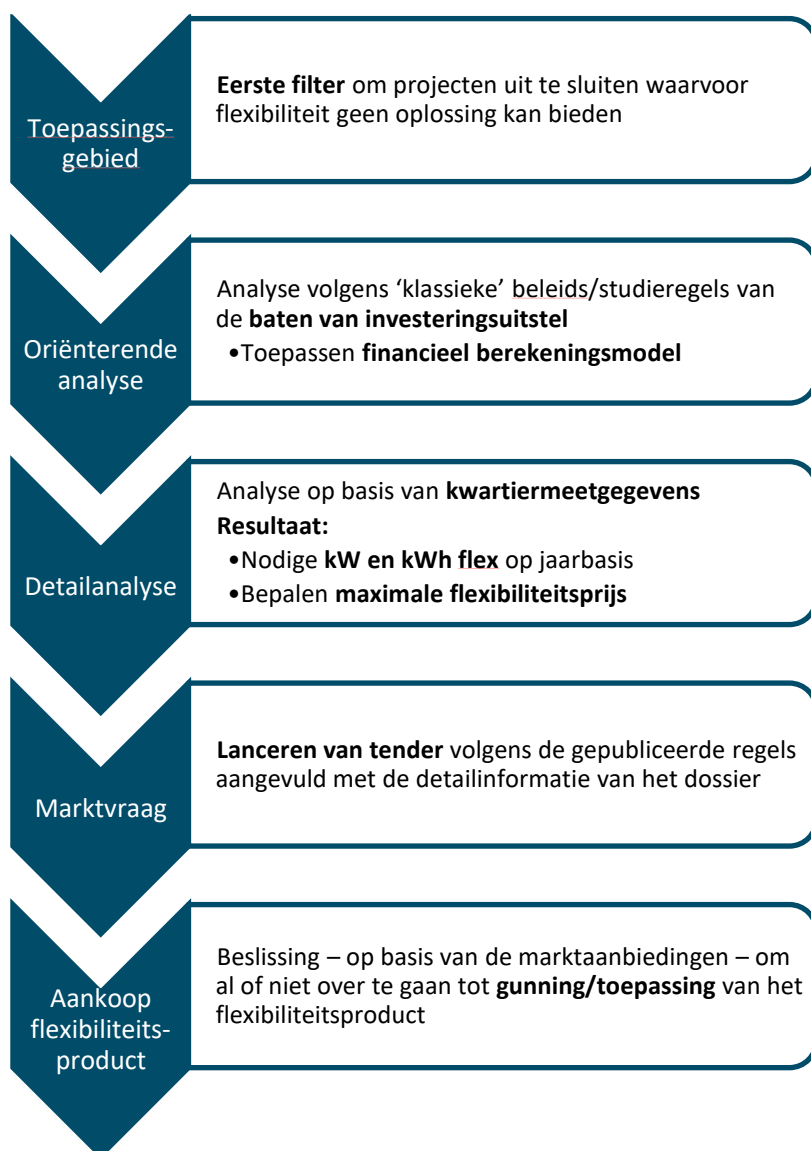 Toepassings-
gebied
Eerste filter om projecten uit te sluiten waarvoor
flexibiliteit geen oplossing kan bieden
Oriënterende
analyse
Analyse volgens ‘klassieke’ beleids/studieregels van
de baten van investeringsuitstel
•Toepassen financieel berekeningsmodel
Detailanalyse
Analyse op basis van kwartiermeetgegevens
Resultaat:
•Nodige kW en kWh flex op jaarbasis
•Bepalen maximale flexibiliteitsprijs
Marktvraag
Lanceren van tender volgens de gepubliceerde regels
aangevuld met de detailinformatie van het dossier
Aankoop
flexibiliteits-
product
Beslissing – op basis van de marktaanbiedingen – om
al of niet over te gaan tot gunning/toepassing van het
flexibiliteitsproduct